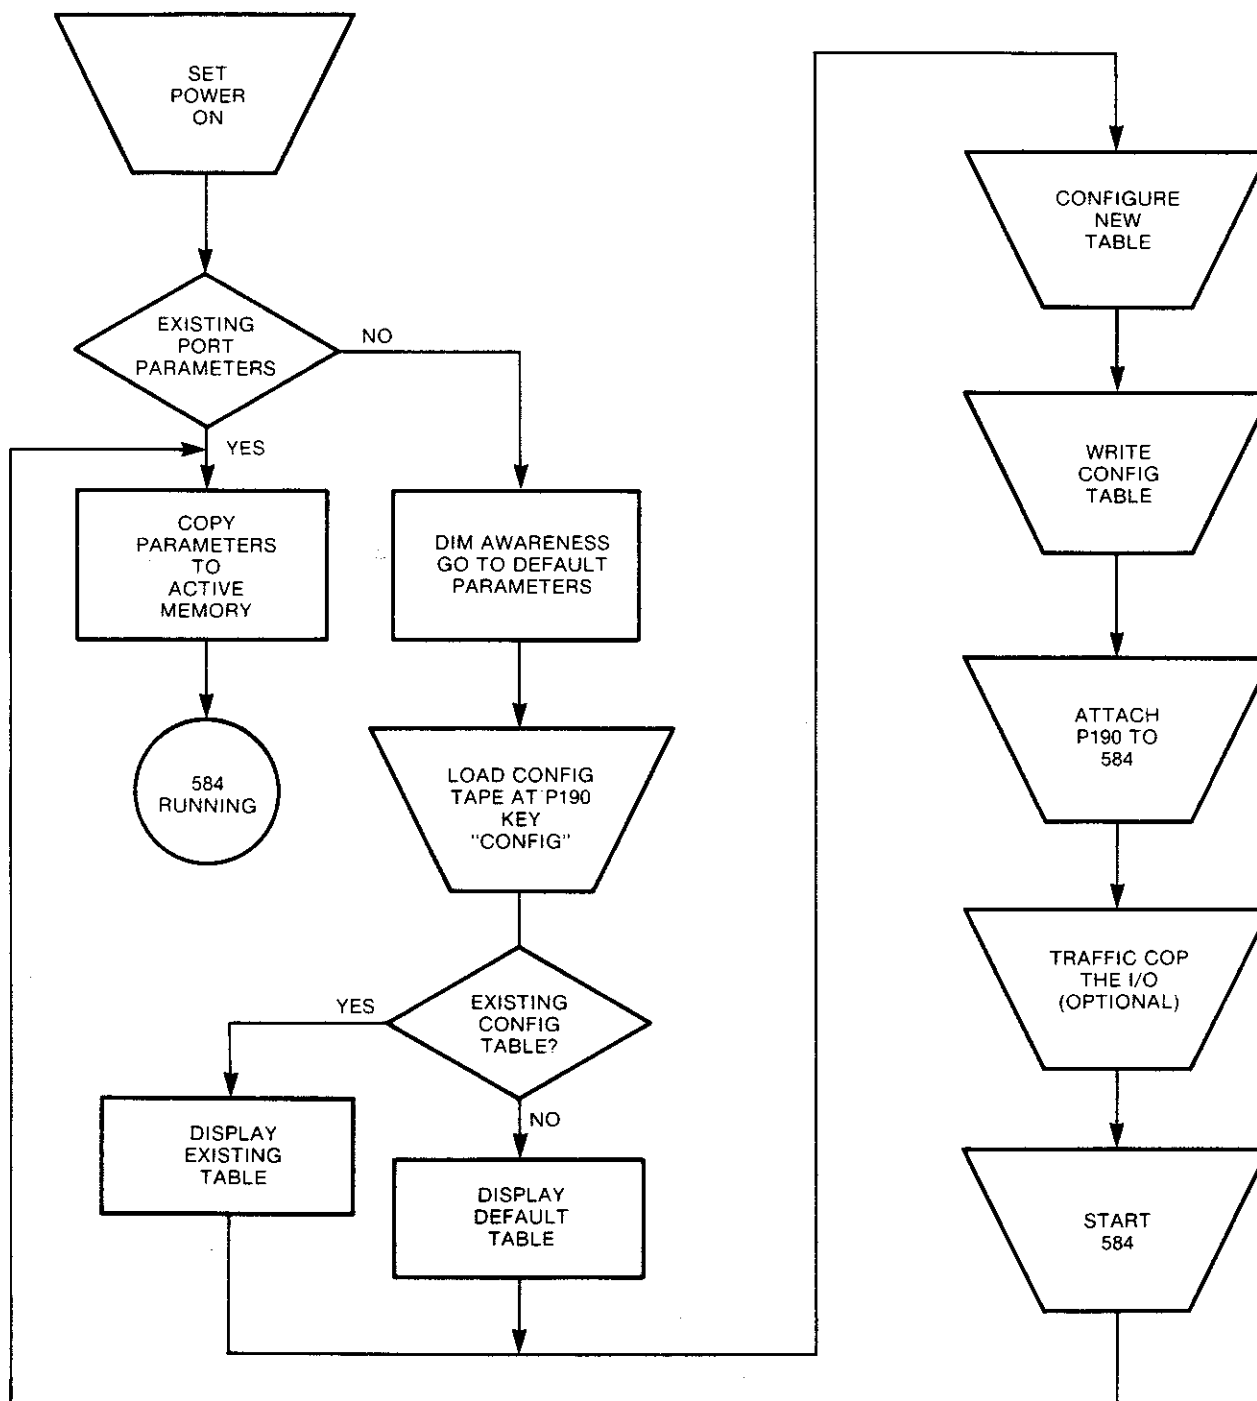 SET
POWER
ON
EXISTING
PORT
PARAMETERS
NO
YES
COPY
PARAMETERS
TO
ACTIVE
MEMORY
DIM AWARENESS
GO TO DEFAULT
PARAMETERS
584
RUNNING
LOAD CONFIG
TAPE AT P190
KEY
"CONFIG"
EXISTING
CONFIG
TABLE?
YES
NO
DISPLAY
EXISTING
TABLE
DISPLAY
DEFAULT
TABLE
CONFIGURE
NEW
TABLE
WRITE
CONFIG
TABLE
ATTACH
P190 TO
584
TRAFFIC COP
THE I/O
(OPTIONAL)
START
584